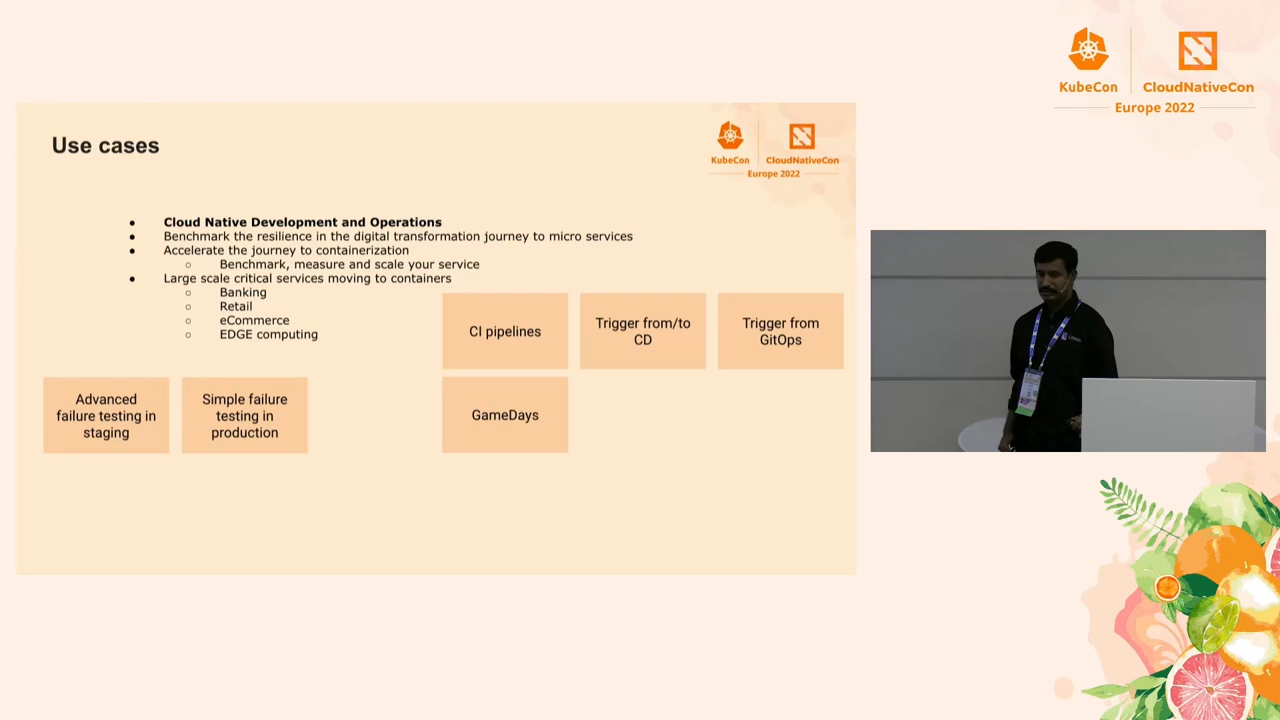 KubeCon
CloudNativeCon
Europe 2022
Use cases
KubeCon
CloudNativeCon
Europe 2022
Cloud Native Development and Operations
Benchmark the resilience in the digital transformation journey to micro services
Accelerate the journey to containerization
Benchmark, measure and scale your service
Large scale critical services moving to containers
Banking
Retail
eCommerce
EDGE computing
CI pipelines
Trigger from/to
CD
Trigger from
GitOps
Advanced
failure testing in
staging
Simple failure
testing in
production
GameDays